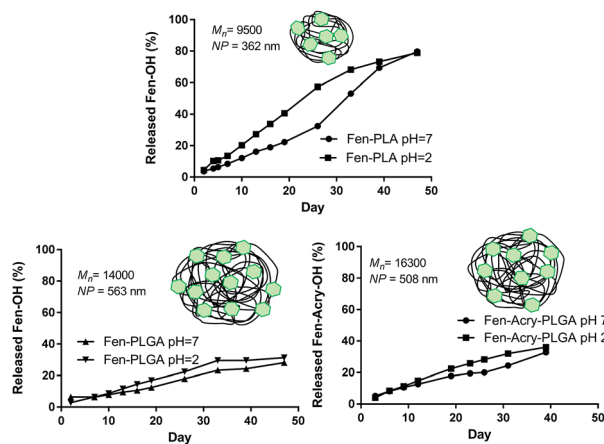 Released Fen-OH (%)
100
80
60
40
20
0
Mn= 9500
NP = 362 nm
Fen-PLA pH=7
Fen-PLA pH=2
0
10
20
30
40
50
Day
Released Fen-OH (%)
100
80
60
40
20
0
Mn= 14000
NP= 563 nm
Fen-PLGA pH=7
Fen-PLGA pH=2
0
10
20
30
40
50
Day
Released Fen-Acry-OH (%)
100
80
60
40
20
0
Mn= 16300
NP= 508 nm
Fen-Acry-PLGA pH 7
Fen-Acry-PLGA pH 2
0
10
20
30
40
50
Day